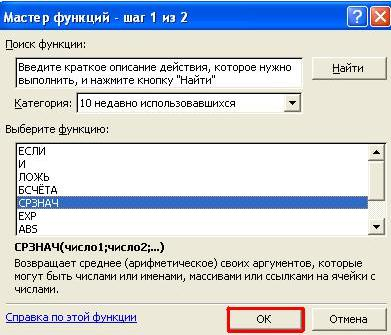 Мастер функций - шаг 1 из 2
Поиск функции:
Введите краткое описание действия, которое нужно
выполнить, и нажмите кнопку "Найти"
Найти
Категория: 10 недавно использовавшихся
Выберите функцию:
ЕСЛИ
И
ЛОЖЬ
БСЧЁТА
СРЗНАЧ
EXP
ABS
СРЗНАЧ(число1;число2;...)
Возвращает среднее (арифметическое) своих аргументов, которые
могут быть числами или именами, массивами или ссылками на ячейки с
числами.
Справка по этой функции
ОК
Отмена